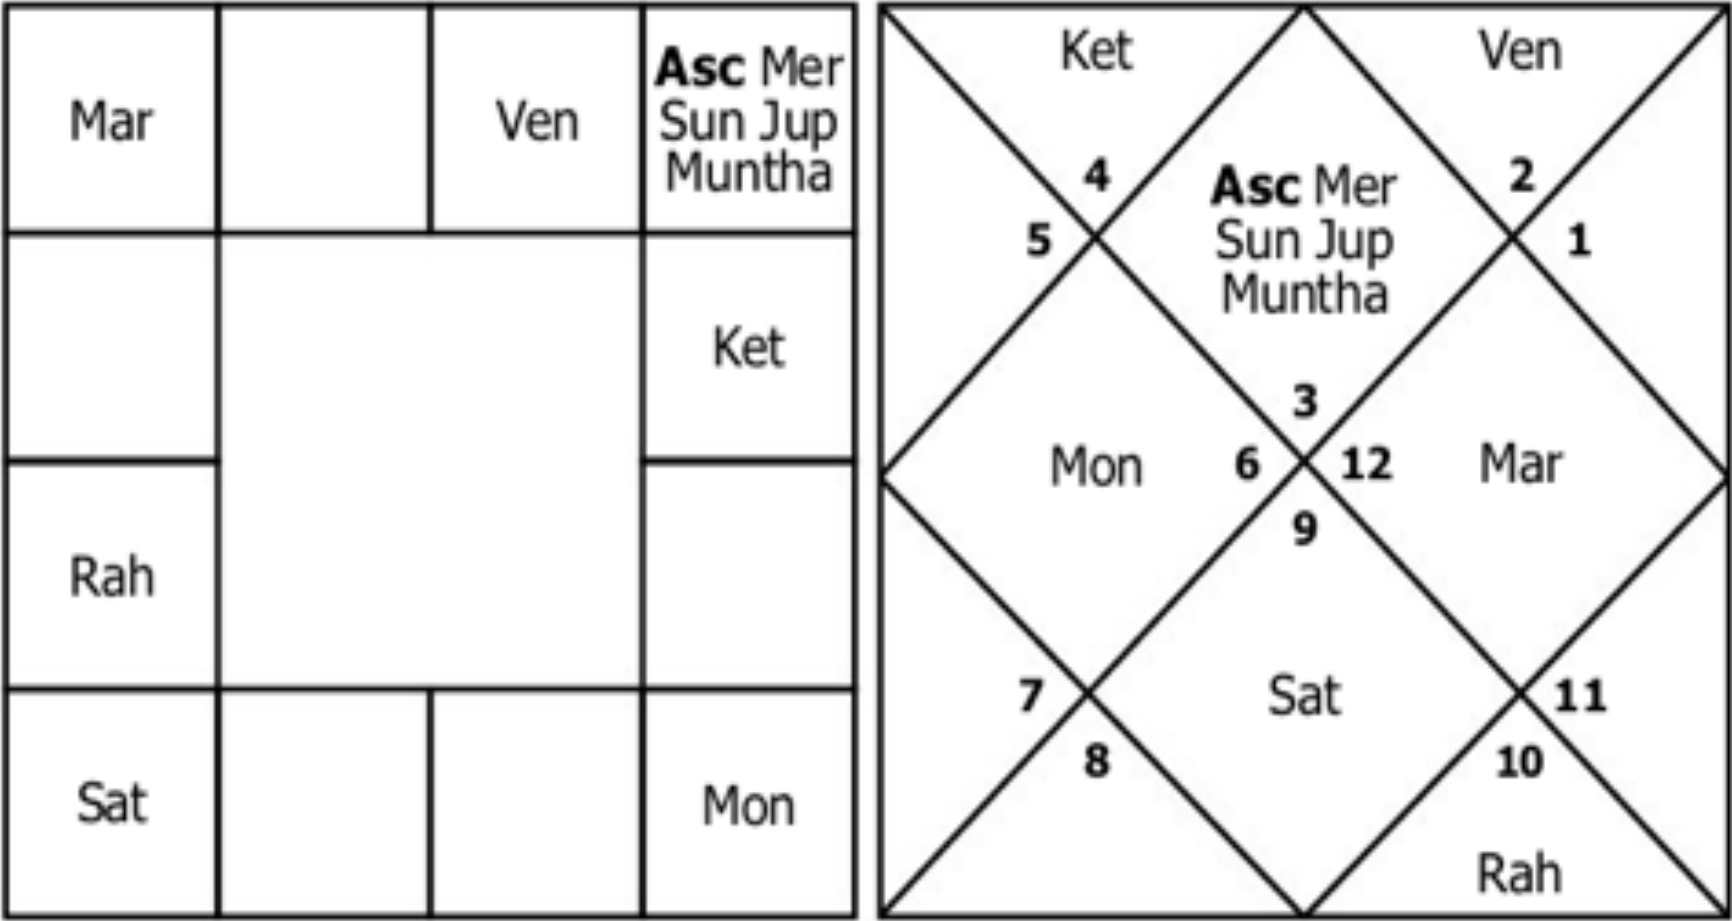 Mar
Ven
Asc Mer
Sun Jup
Muntha
Ket
Rah
Sat
Mon
Ket
Ven
4
2
Asc Mer
Sun Jup
Muntha
5
1
3
Mon
6
12
Mar
9
7
Sat
11
8
10
Rah